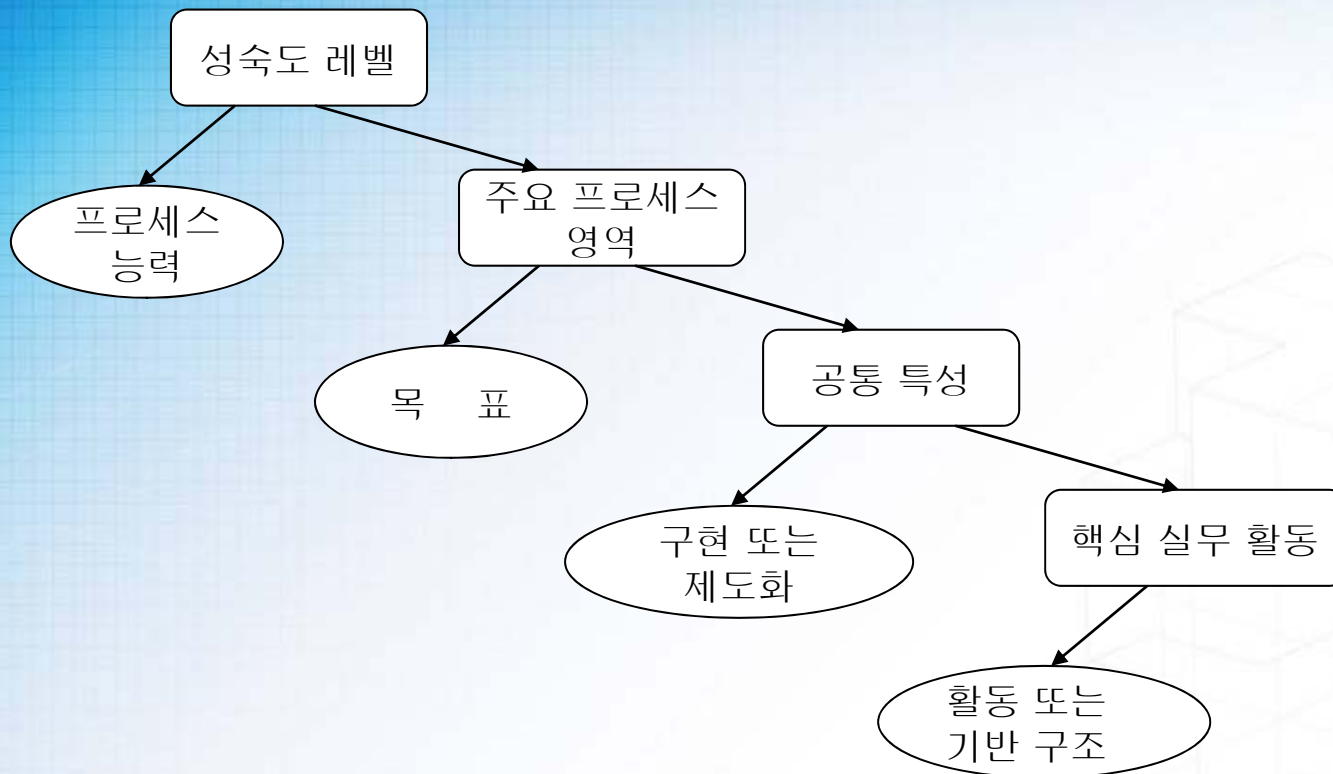 성숙도 레벨
주요 프로세스
영역
프로세스
능력
공통 특성
목 표
핵심 실무 활동
구현 또는
제도화
활동 또는
기반 구조